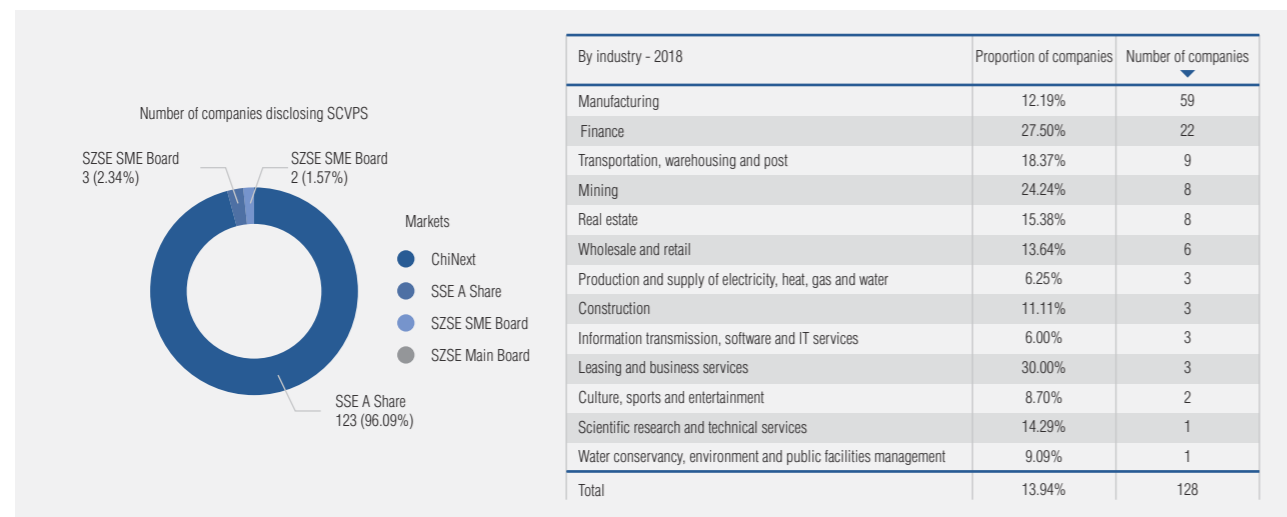 Number of companies disclosing SCVPS
SZSE SME Board
3 (2.34%)
SZSE SME Board
2 (1.57%)
SSE A Share
123 (96.09%)
Markets
ChiNext
SSE A Share
SZSE SME Board
SZSE Main Board
By industry - 2018 Proportion of companies Number of companies
Manufacturing 12.19% 59
Finance 27.50% 22
Transportation, warehousing and post 18.37% 9
Mining 24.24% 8
Real estate 15.38% 8
Wholesale and retail 13.64% 6
Production and supply of electricity, heat, gas and water 6.25% 3
Construction 11.11% 3
Information transmission, software and IT services 6.00% 3
Leasing and business services 30.00% 3
Culture, sports and entertainment 8.70% 2
Scientific research and technical services 14.29% 1
Water conservancy, environment and public facilities management 9.09% 1
Total 13.94% 128